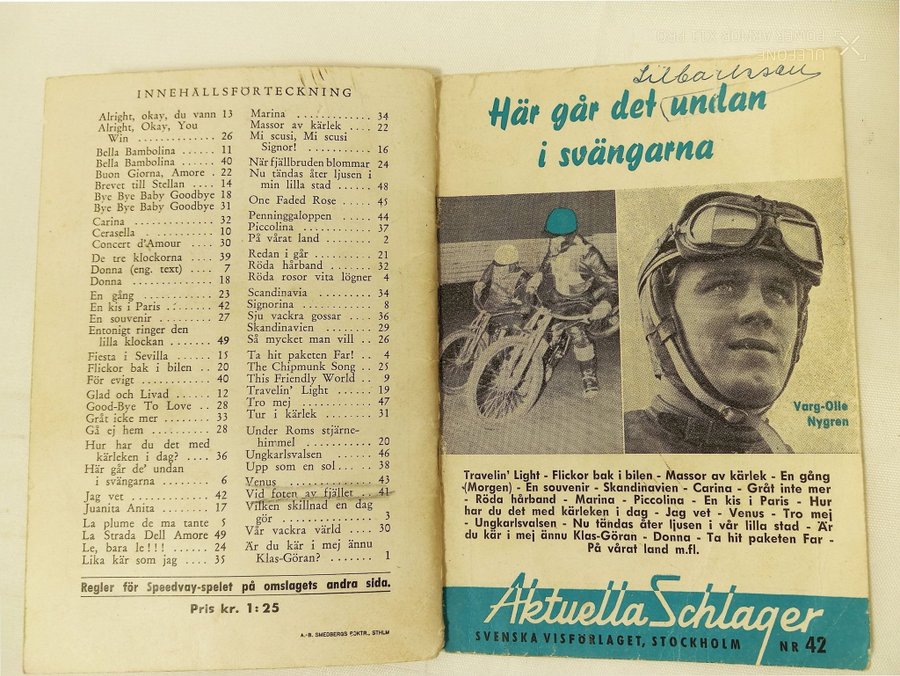 INNEHÅLLSFÖRTECKNING
Alright, okay, du vann 13
Alright, Okay, You
Win ............. 26
Bella Bambolina ...... 11
Bella Bambolina ...... 40
Buon Giorna, Amore . 22
Brevet till Stellan .... 14
Bye Bye Baby Goodbye 18
Bye Bye Baby Goodbye 31
Carina ............. 32
Cerasella ........... 10
Concert d'Amour .... 30
De tre klockorna .... 39
Donna (eng. text) .... 7
Donna ............. 18
En gång ............ 23
En kis i Paris ........ 42
En souvenir ......... 27
Entonigt ringer den
lilla klockan ....... 49
Fiesta i Sevilla ...... 15
Flickor bak i bilen .. 20
För evigt ........... 40
Glad och Livad ...... 12
Good-Bye To Love .. 28
Gråt icke mer ........ 33
Gå ej hem .......... 28
Hur har du det med
kärleken i dag? .... 36
Här går de' undan
i svängarna ........ 6
Jag vet ............. 42
Juanita Anita ........ 17
La plume de ma tante 5
La Strada Dell Amore 49
Le, bara le!!! ....... 24
Lika kär som jag .... 35
Marina ............. 34
Massor av kärlek .... 22
Mi scusi, Mi scusi
Signor! ........... 16
När fjällbruden blommar 24
Nu tändas åter ljusen i
min lilla stad ...... 48
One Faded Rose ..... 45
Penninggaloppen ..... 44
Piccolina ........... 37
På vårat land ........ 2
Redan i går ......... 21
Röda hårband ....... 32
Röda rosor vita lögner 4
Scandinavia ......... 34
Signorina ........... 8
Sju vackra gossar .... 36
Skandinavien ........ 29
Så mycket man vill .. 26
Ta hit paketen Far! .. 4
The Chipmunk Song .. 25
This Friendly World .. 9
Travelin' Light ...... 19
Tro mej ............ 47
Tur i kärlek ......... 31
Under Roms stjärne-
himmel ........... 20
Ungkarlsvalsen ...... 46
Upp som en sol...... 38
Venus .............. 43
Vid foten av fjället ... 41
Vilken skillnad en dag
gör .............. 3
Vår vackra värld .... 30
Är du kär i mej ännu
Klas-Göran? ....... 1
Regler för Speedvay-spelet på omslagets andra sida.
Pris kr. 1:25
A.-B. SMEDBERGS BOKTR., STHLM
Här går det undan
i svängarna
Varg-Olle
Nygren
Travelin' Light - Flickor bak i bilen - Massor av kärlek - En gång
(Morgen) - En souvenir - Skandinavien - Carina - Gråt inte mer
- Röda hårband - Marina - Piccolina - En kis i Paris - Hur
har du det med kärleken i dag - Jag vet - Venus - Tro mej
- Ungkarlsvalsen - Nu tändas åter ljusen i vår lilla stad - Är
du kär i mej ännu Klas-Göran - Donna - Ta hit paketen Far -
På vårat land m.fl.
Aktuella Schlager
SVENSKA VISFÖRLAGET, STOCKHOLM NR 42